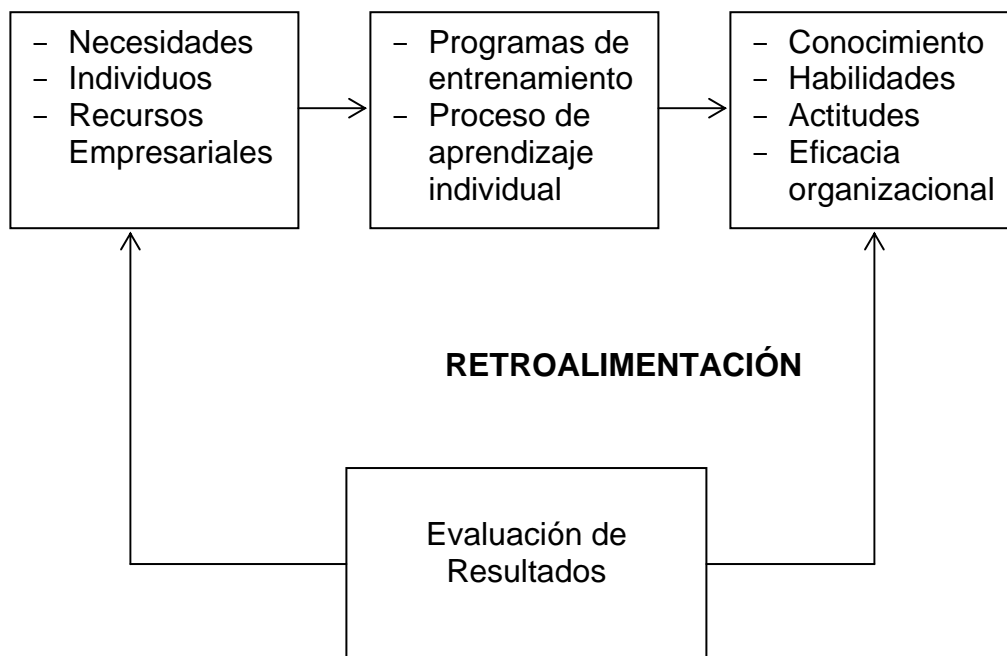 – Necesidades
– Individuos
– Recursos
Empresariales
– Programas de
entrenamiento
– Proceso de
aprendizaje
individual
– Conocimiento
– Habilidades
– Actitudes
– Eficacia
organizacional
RETROALIMENTACIÓN
Evaluación de
Resultados